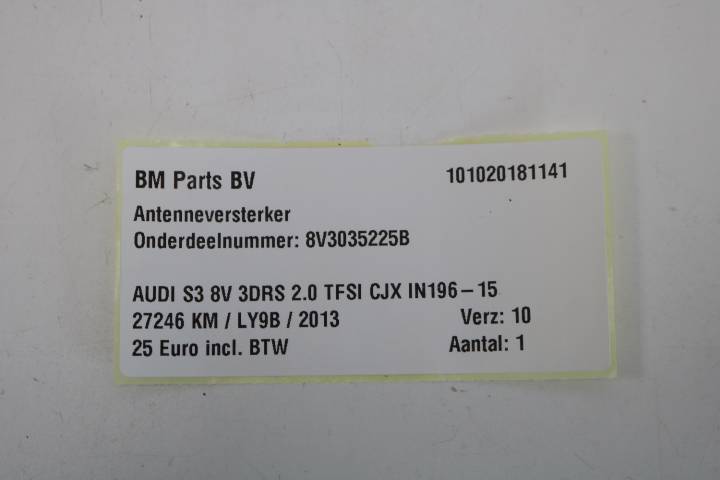 BM Parts BV 101020181141
Antenneversterker
Onderdeelnummer: 8V3035225B
AUDI S3 8V 3DRS 2.0 TFSI CJX IN196-15
27246 KM / LY9B / 2013 Verz: 10
25 Euro incl. BTW Aantal: 1